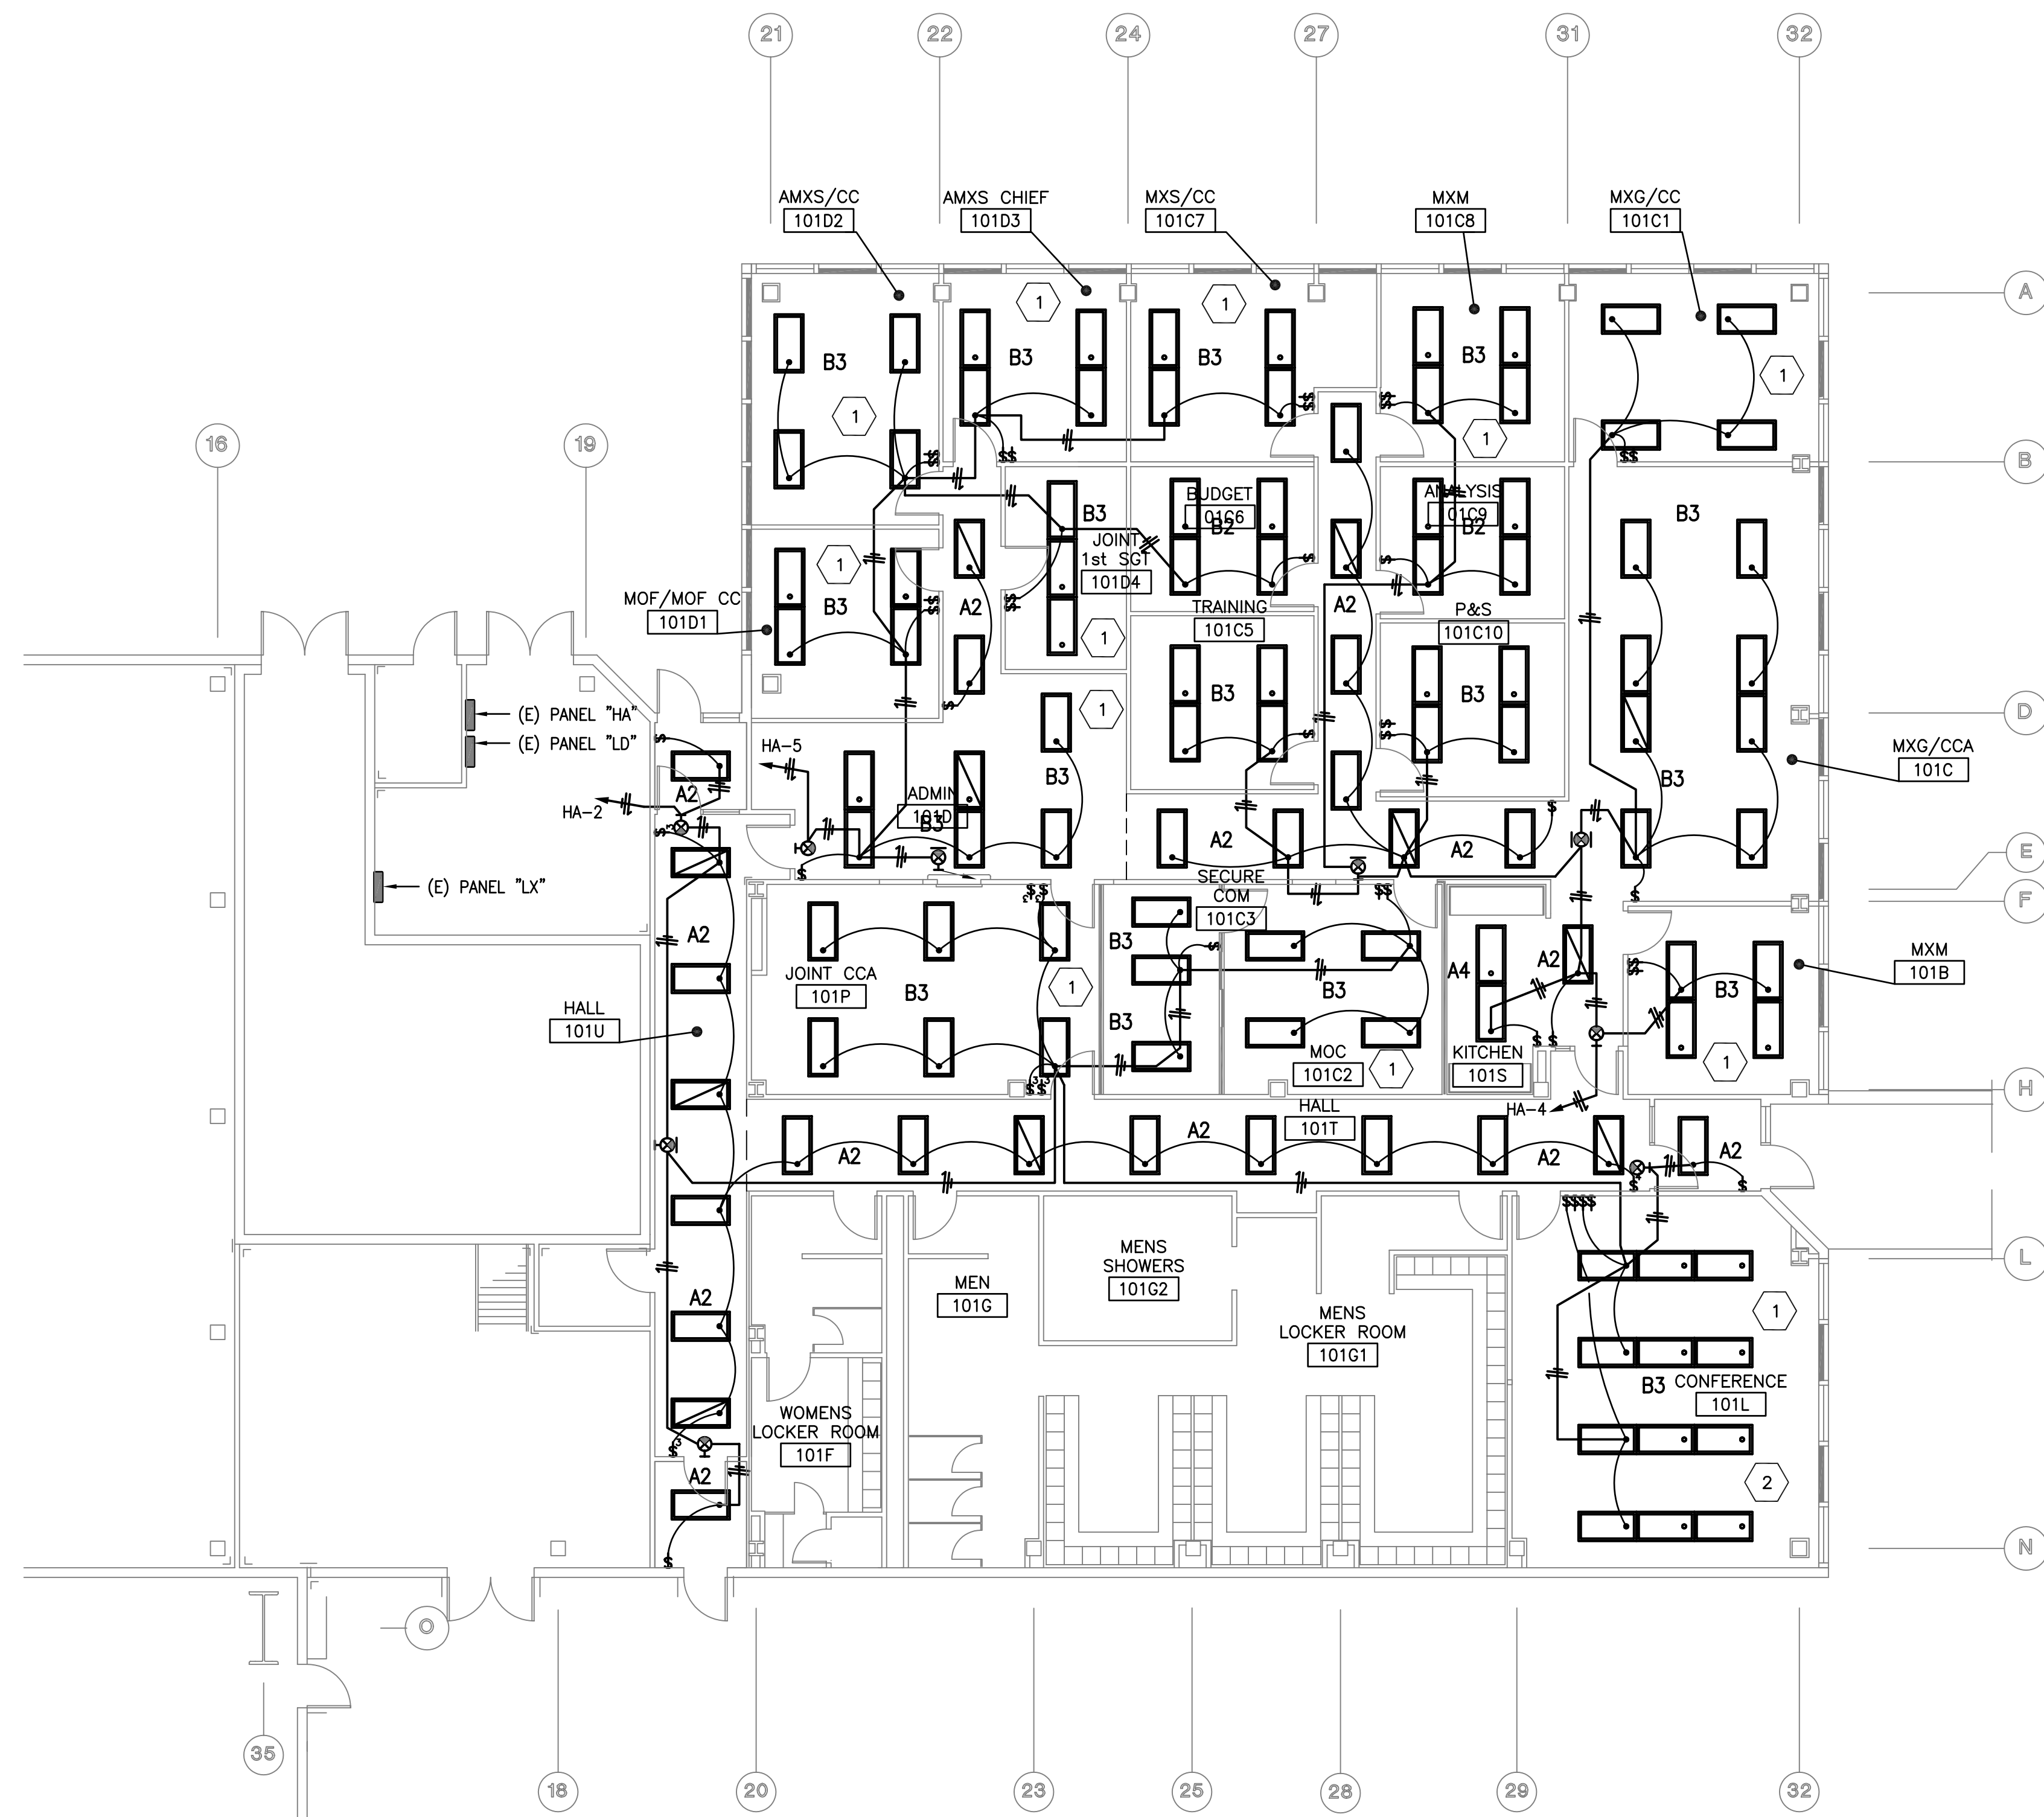 21
22
24
27
31
32
AMXS/CC
101D2
AMXS CHIEF
101D3
MXS/CC
101C7
MXM
101C8
MXG/CC
101C1
A
1
1
B3
B3
B3
B3
1
1
1
16
19
B
BUDGET
101C6
B2
ANALYSIS
101C9
B2
B3
B3
JOINT
1st SGT
101D4
1
B3
MOF/MOF CC
101D1
A2
A2
TRAINING
101C5
P&S
101C10
1
B3
B3
1
(E) PANEL "HA"
(E) PANEL "LD"
D
HA-5
MXG/CCA
101C
B3
B3
HA-2
A2
ADMIN
101D
B3
A2
A2
E
(E) PANEL "LX"
SECURE
COM
101C3
F
A2
B3
JOINT CCA
101P
B3
1
B3
A4
A2
MXM
101B
B3
HALL
101U
B3
MOC
101C2
1
KITCHEN
101S
1
HA-4
H
HALL
101T
A2
A2
A2
A2
MENS
SHOWERS
101G2
MEN
101G
L
A2
MENS
LOCKER ROOM
101G1
1
B3
CONFERENCE
101L
WOMENS
LOCKER ROOM
101F
A2
2
N
O
35
18
20
23
25
28
29
32